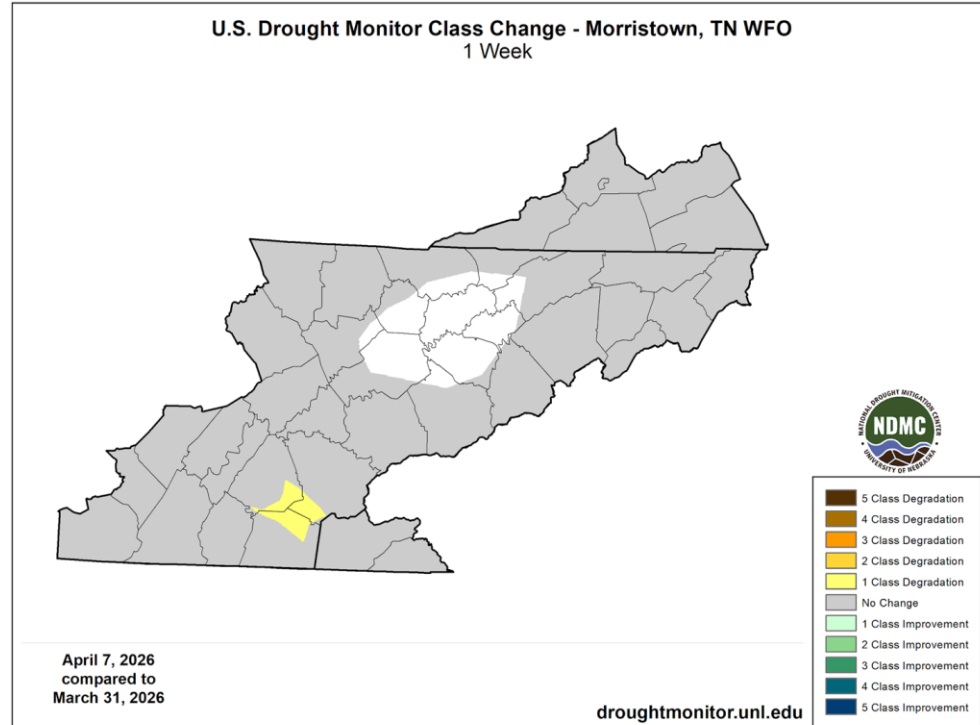 U.S. Drought Monitor Class Change - Morristown, TN WFO
1 Week
NATIONAL DROUGHT MITIGATION CENTER
NDMC
UNIVERSITY OF NEBRASKA
5 Class Degradation
4 Class Degradation
3 Class Degradation
2 Class Degradation
1 Class Degradation
No Change
1 Class Improvement
2 Class Improvement
3 Class Improvement
4 Class Improvement
5 Class Improvement
April 7, 2026
compared to
March 31, 2026
droughtmonitor.unl.edu